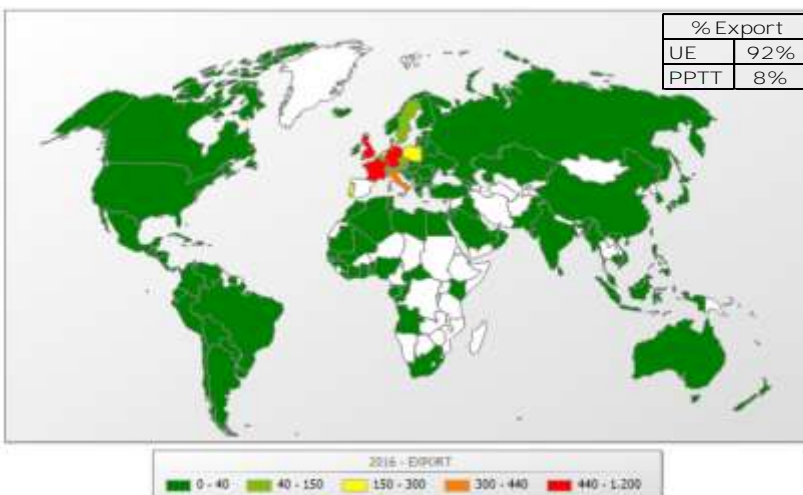 % Export
UE 92%
PPTT 8%
2016 - EXPORT
0 - 40 40 - 150 150 - 300 300 - 440 440 - 1.200